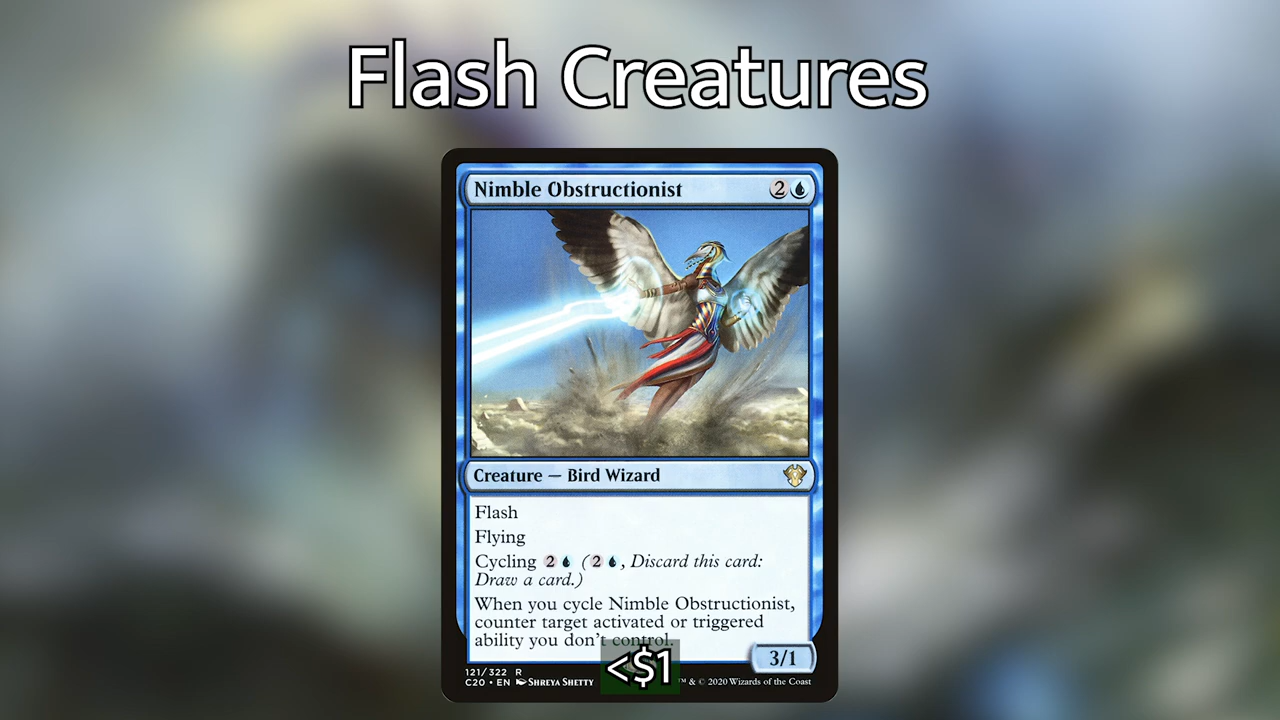 Flash Creatures
Nimble Obstructionist 2
Creature — Bird Wizard
Flash
Flying
Cycling 2 (2, Discard this card:
Draw a card.)
When you cycle Nimble Obstructionist,
counter target activated or triggered
ability you don't control.
<$1
3/1
121/322 R
C20 • EN Shreya Shetty ™ & © 2020 Wizards of the Coast